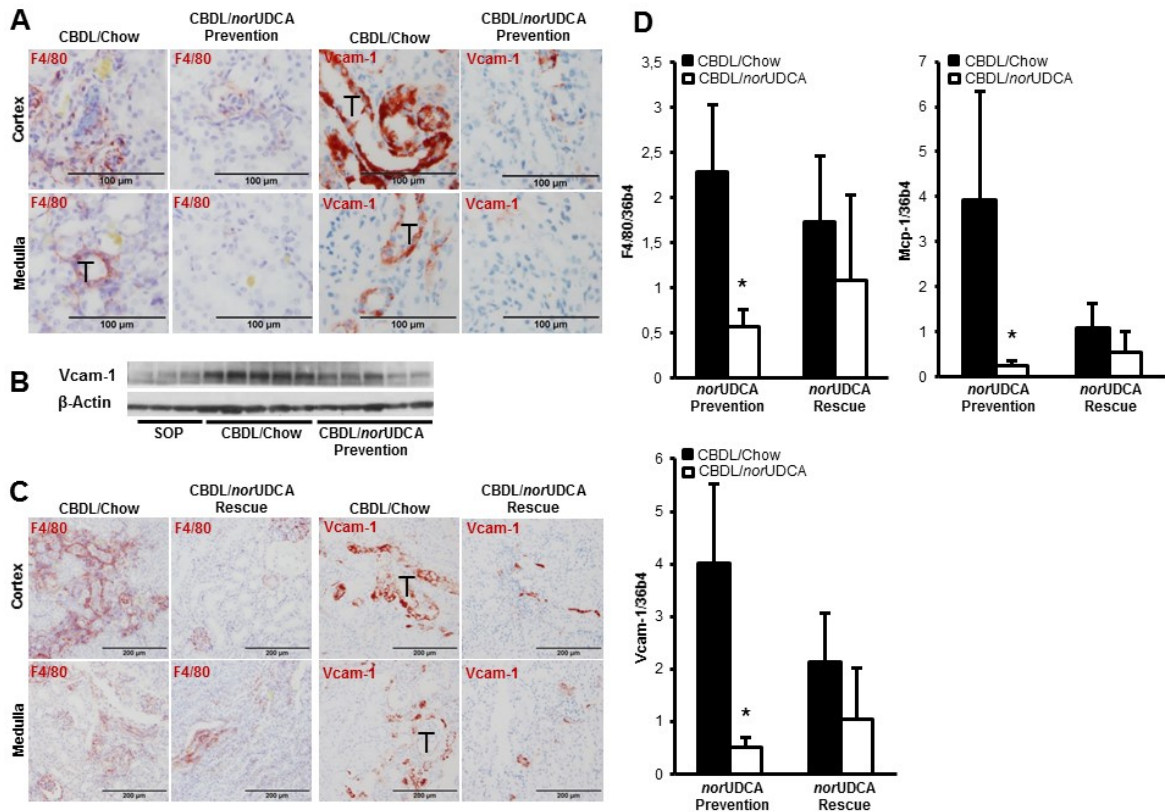 A
CBDL/Chow
CBDL/norUDCA
Prevention
CBDL/Chow
CBDL/norUDCA
Prevention
Cortex
F4/80
F4/80
Vcam-1
Vcam-1
T
100 µm
100 µm
100 µm
100 µm
Medulla
F4/80
F4/80
Vcam-1
Vcam-1
T
T
100 µm
100 µm
100 µm
100 µm
B
Vcam-1
β-Actin
SOP
CBDL/Chow
CBDL/norUDCA
Prevention
C
CBDL/Chow
CBDL/norUDCA
Rescue
CBDL/Chow
CBDL/norUDCA
Rescue
Cortex
F4/80
F4/80
Vcam-1
Vcam-1
T
200 µm
200 µm
200 µm
200 µm
Medulla
F4/80
F4/80
Vcam-1
Vcam-1
T
200 µm
200 µm
200 µm
200 µm
D
CBDL/Chow
CBDL/norUDCA
F4/80/36b4
3,5
3
2,5
2
1,5
1
0,5
0
*
norUDCA
Prevention
norUDCA
Rescue
CBDL/Chow
CBDL/norUDCA
Mcp-1/36b4
7
6
5
4
3
2
1
0
*
norUDCA
Prevention
norUDCA
Rescue
CBDL/Chow
CBDL/norUDCA
Vcam-1/36b4
6
5
4
3
2
1
0
*
norUDCA
Prevention
norUDCA
Rescue